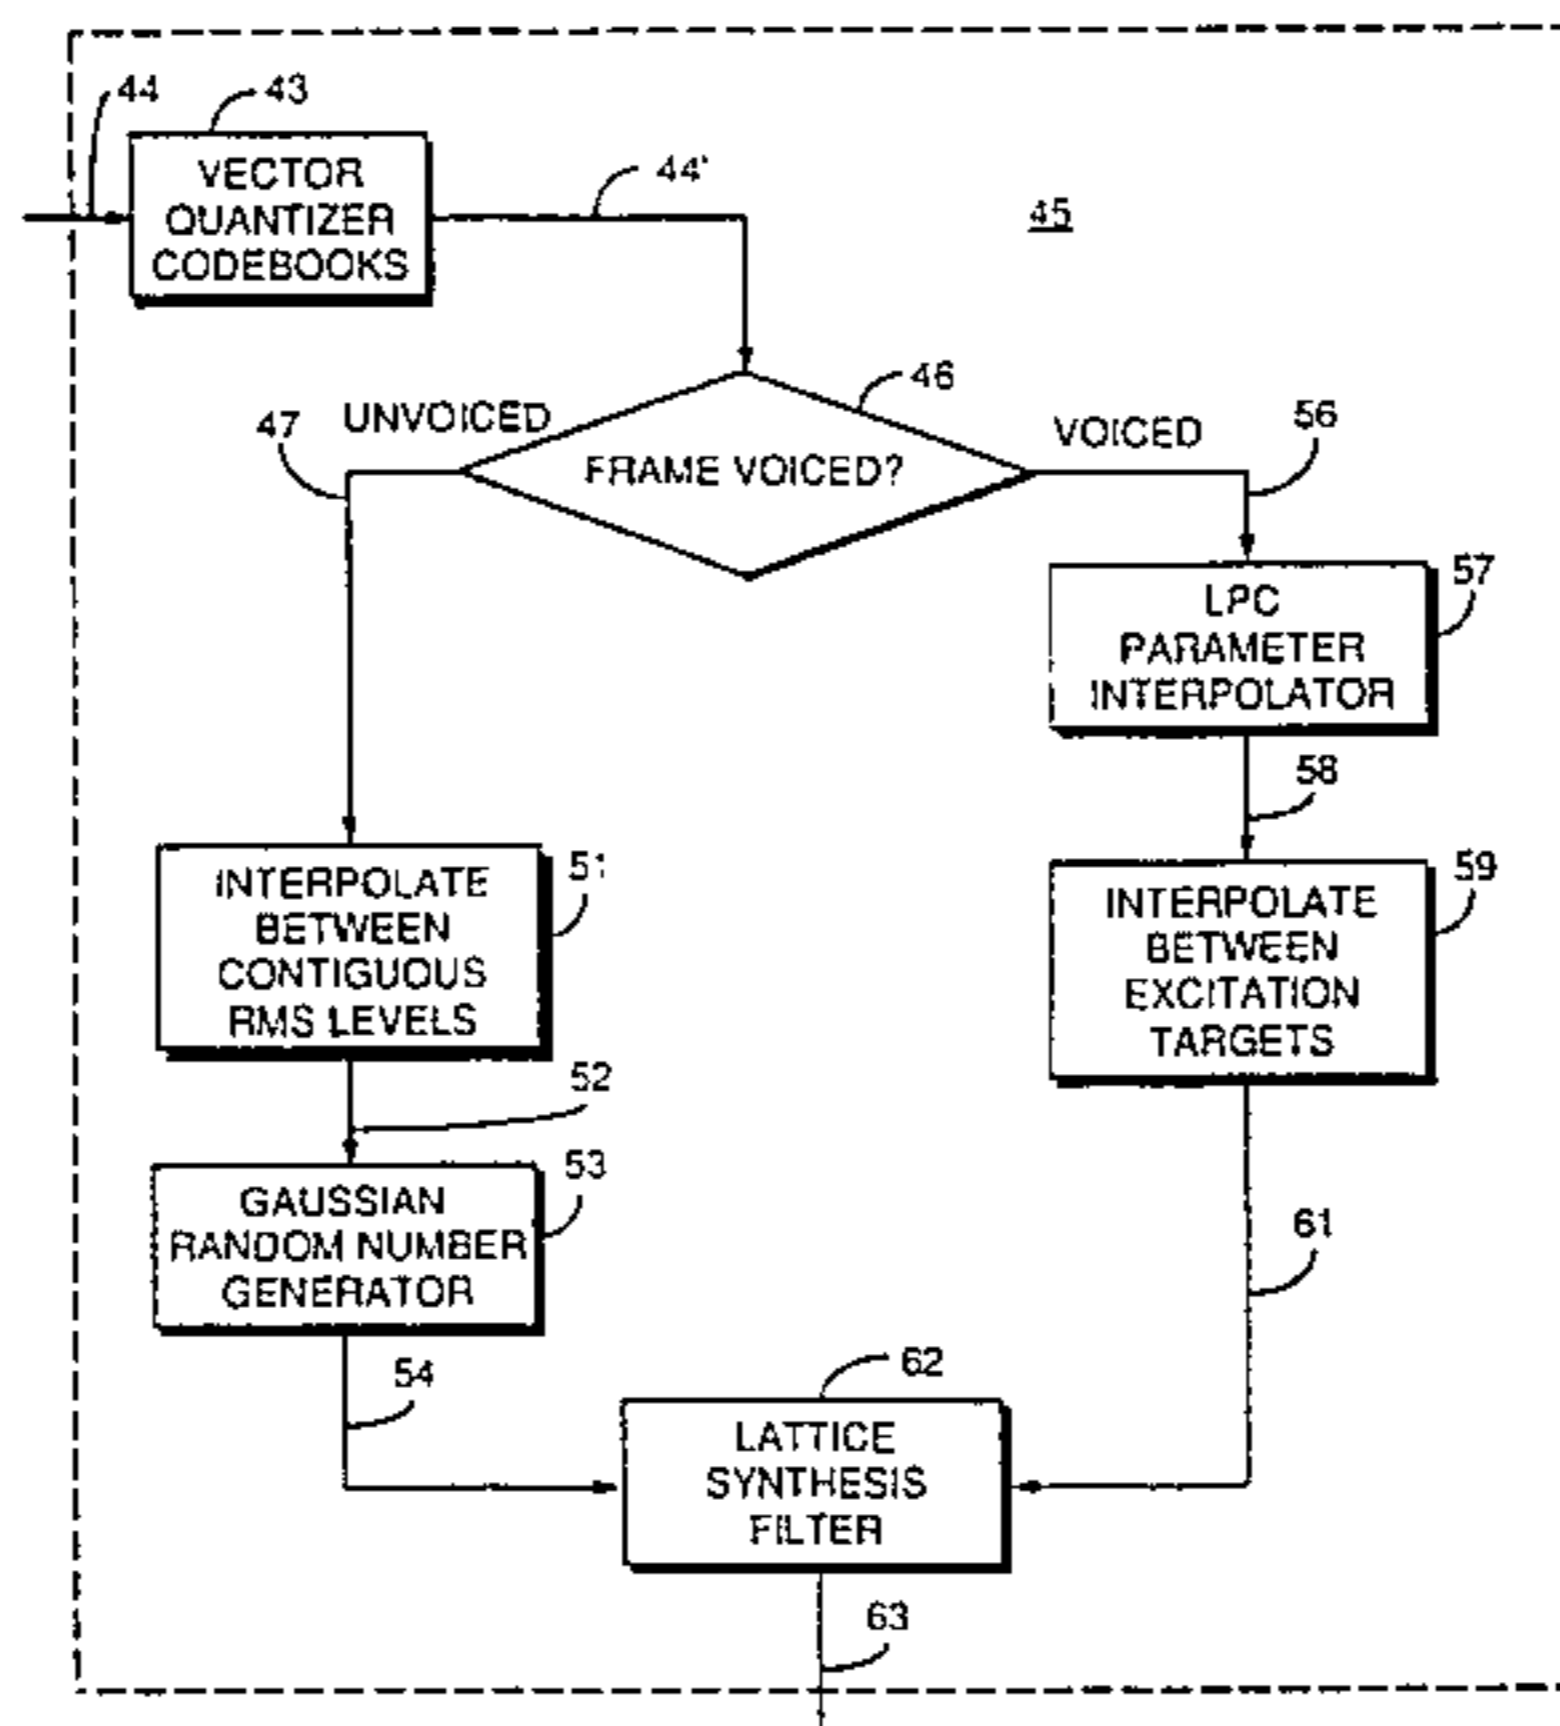 44
43
VECTOR
QUANTIZER
CODEBOOKS
44'
45
46
UNVOICED
47
FRAME VOICED?
VOICED
56
57
LPC
PARAMETER
INTERPOLATOR
58
51
INTERPOLATE
BETWEEN
CONTIGUOUS
RMS LEVELS
59
INTERPOLATE
BETWEEN
EXCITATION
TARGETS
52
53
GAUSSIAN
RANDOM NUMBER
GENERATOR
61
54
62
LATTICE
SYNTHESIS
FILTER
63